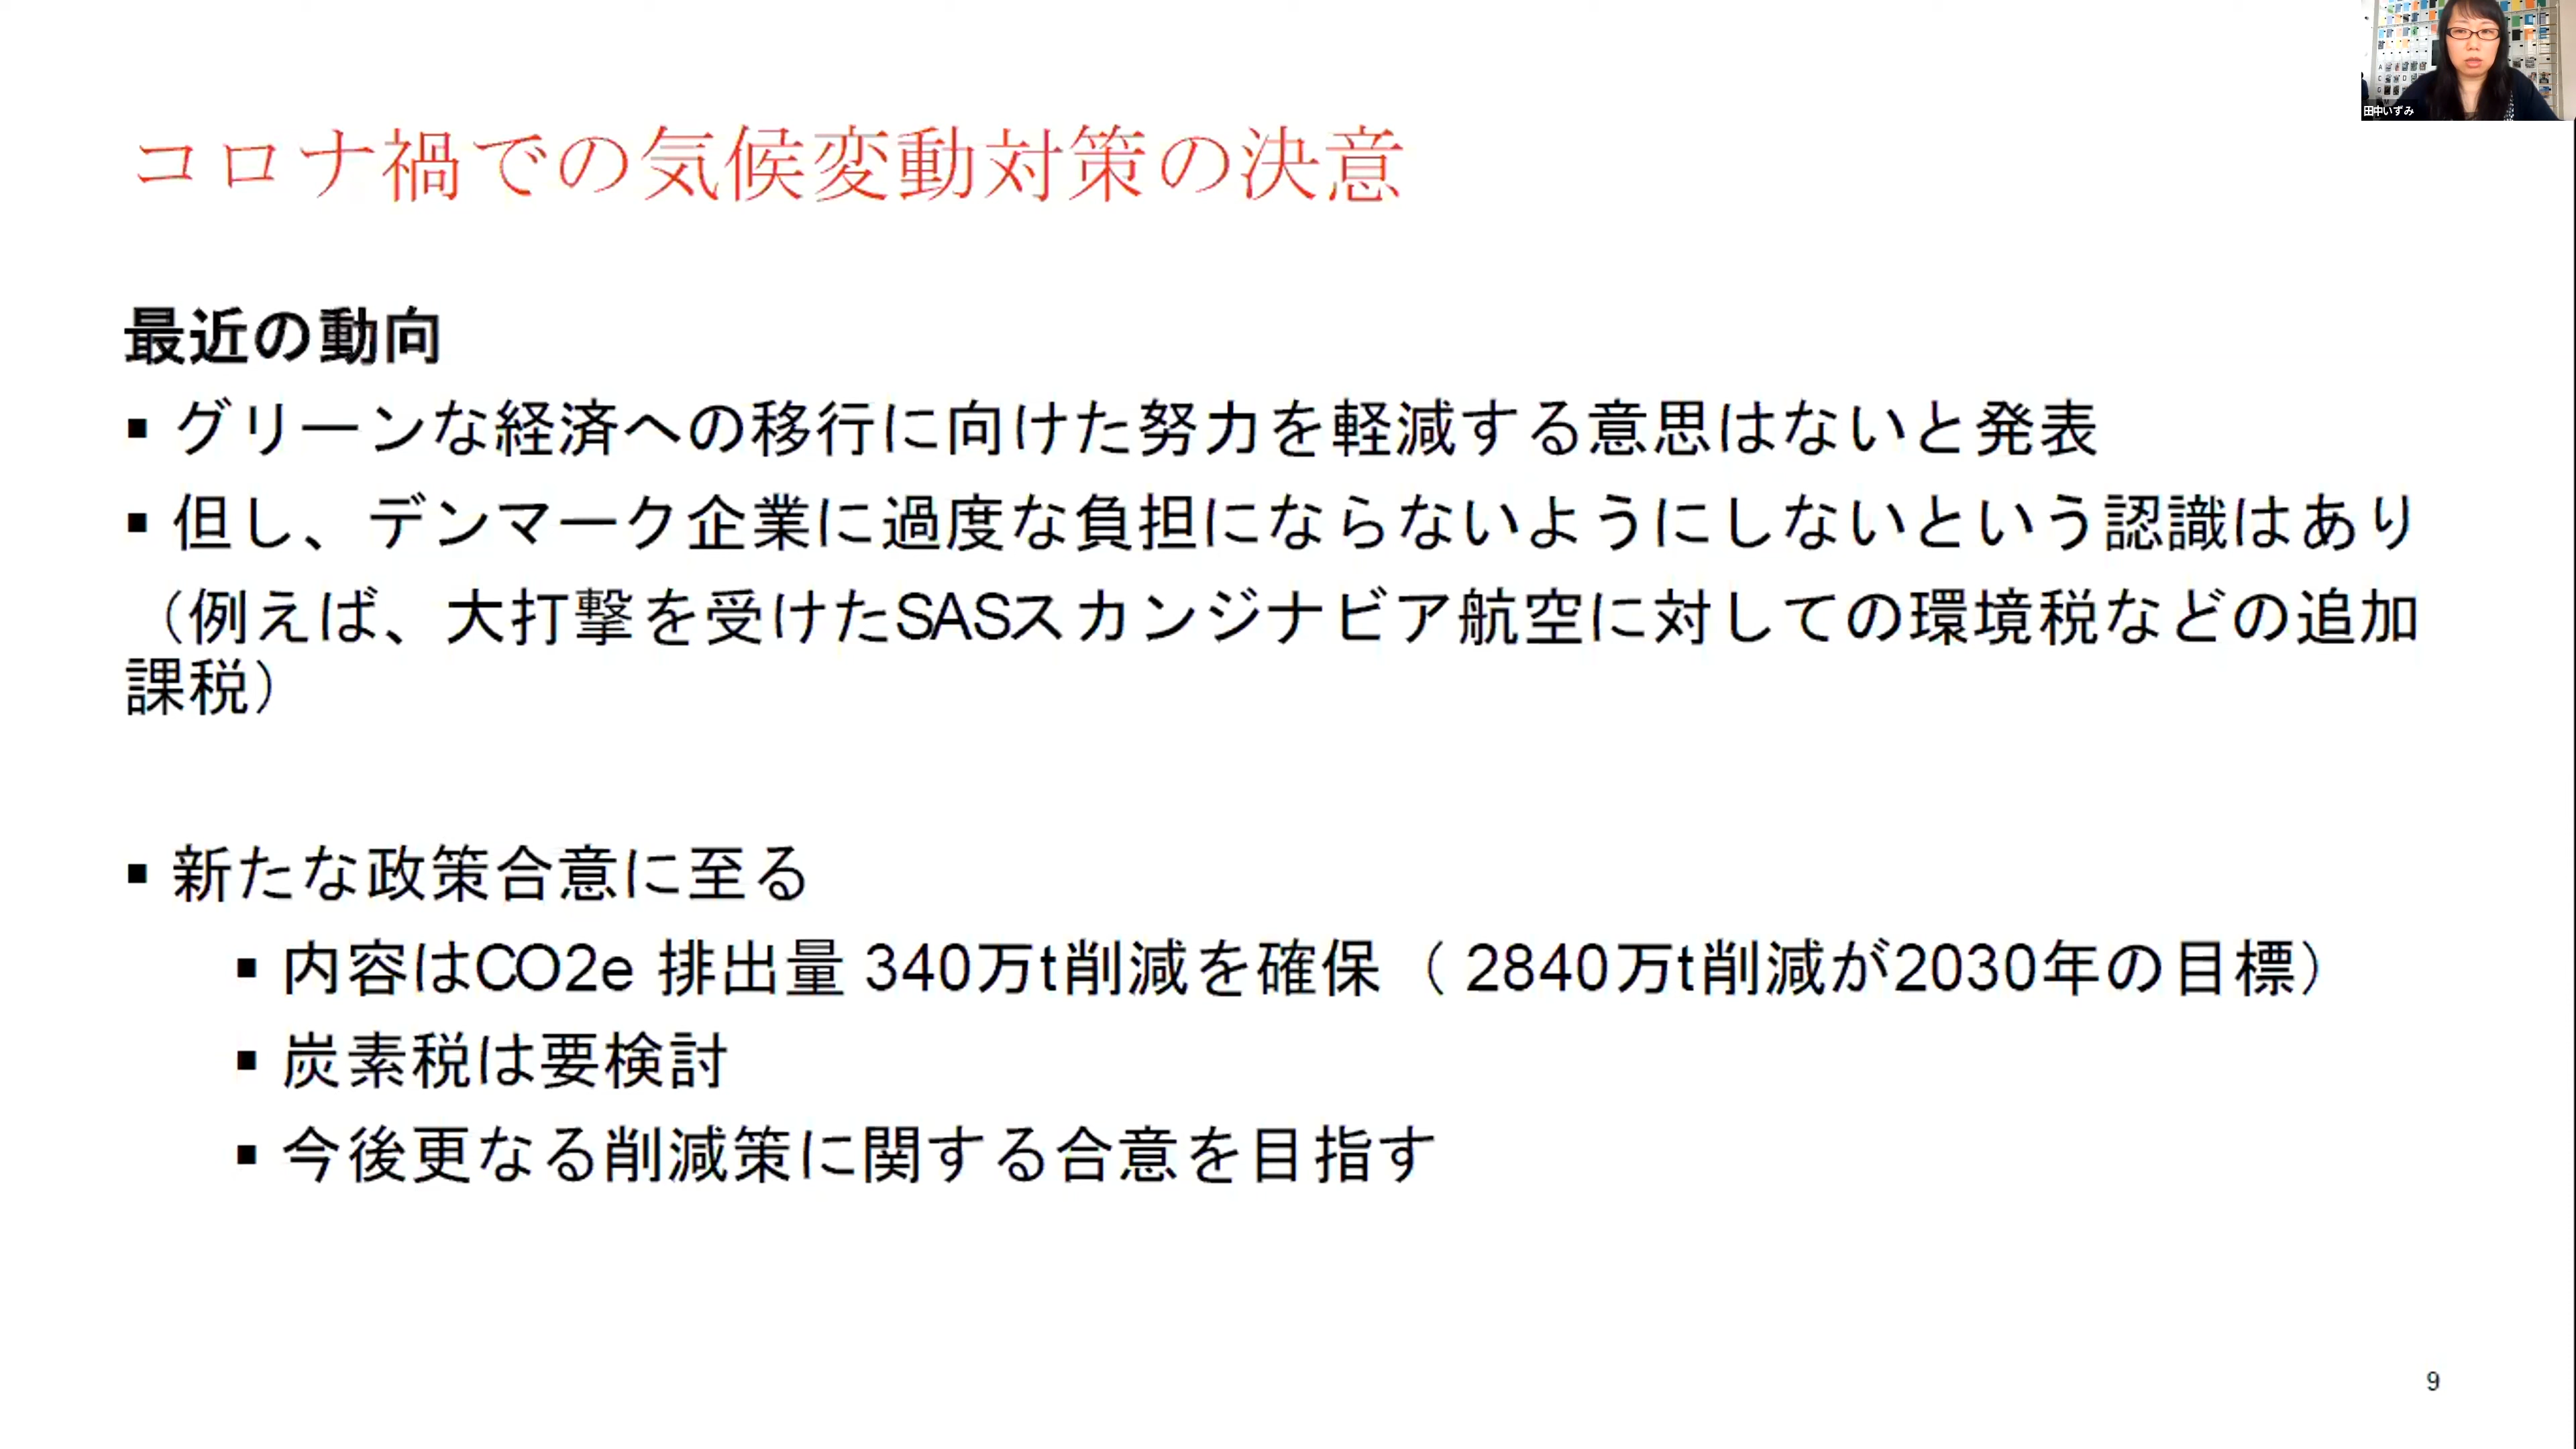 コロナ禍での気候変動対策の決意
田中いずみ
最近の動向
▪ グリーンな経済への移行に向けた努力を軽減する意思はないと発表
▪ 但し、デンマーク企業に過度な負担にならないようにしないという認識はあり
（例えば、大打撃を受けたSASスカンジナビア航空に対しての環境税などの追加
課税）
▪ 新たな政策合意に至る
▪ 内容はCO2e 排出量 340万t削減を確保（ 2840万t削減が2030年の目標）
▪ 炭素税は要検討
▪ 今後更なる削減策に関する合意を目指す
9